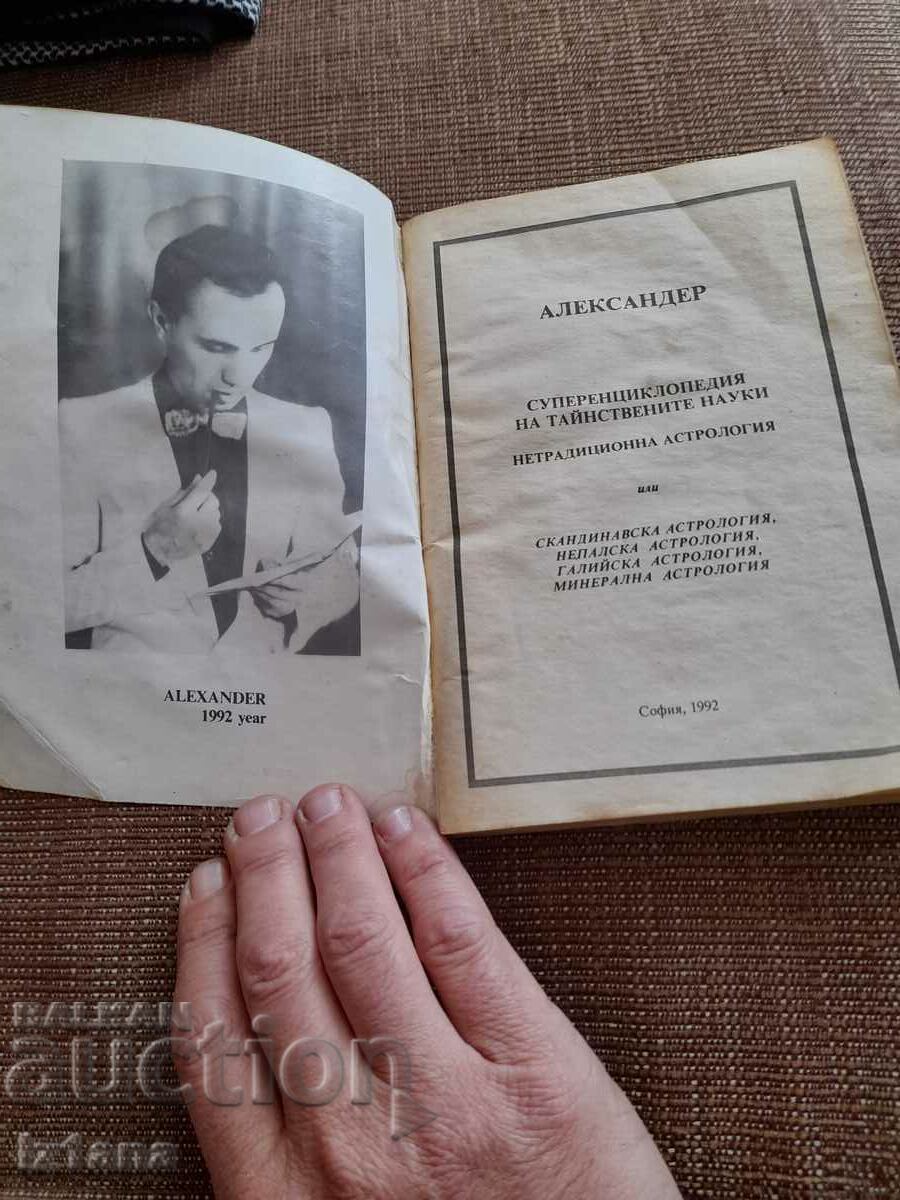 ALEXANDER
1992 year
АЛЕКСАНДЕР
СУПЕРЕНЦИКЛОПЕДИЯ
НА ТАЙНСТВЕНИТЕ НАУКИ
НЕТРАДИЦИОННА АСТРОЛОГИЯ
или
СКАНДИНАВСКА АСТРОЛОГИЯ,
НЕПАЛСКА АСТРОЛОГИЯ,
ГАЛИЙСКА АСТРОЛОГИЯ,
МИНЕРАЛНА АСТРОЛОГИЯ
София, 1992
BALKAN
auction
iziana